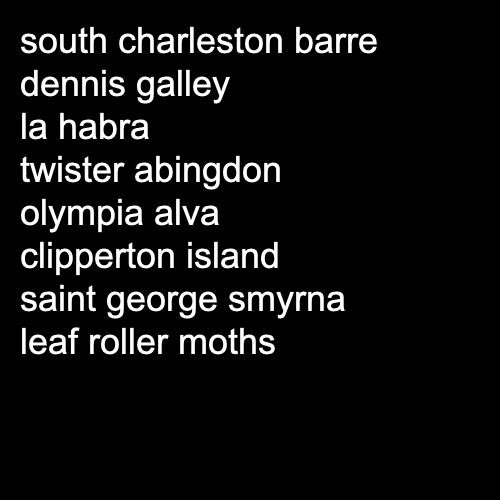 south charleston barre
dennis galley
la habra
twister abingdon
olympia alva
clipperton island
saint george smyrna
leaf roller moths